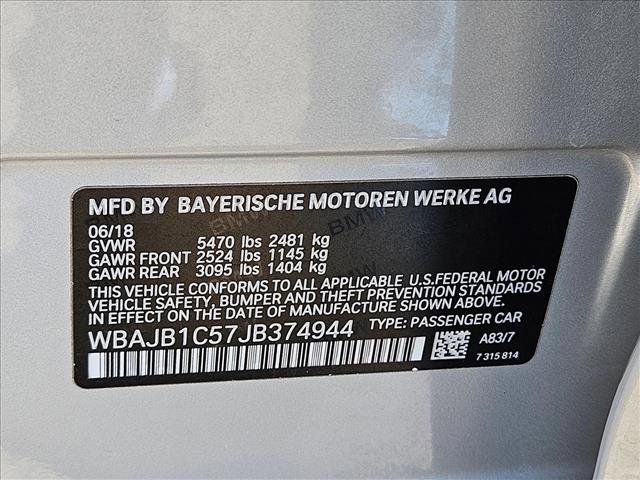 MFD BY BAYERISCHE MOTOREN WERKE AG
06/18
GVWR 5470 lbs 2481 kg
GAWR FRONT 2524 lbs 1145 kg
GAWR REAR 3095 lbs 1404 kg
THIS VEHICLE CONFORMS TO ALL APPLICABLE U.S.FEDERAL MOTOR
VEHICLE SAFETY, BUMPER AND THEFT PREVENTION STANDARDS
IN EFFECT ON THE DATE OF MANUFACTURE SHOWN ABOVE.
WBAJB1C57JB374944 TYPE: PASSENGER CAR
A83/7
7 315 814